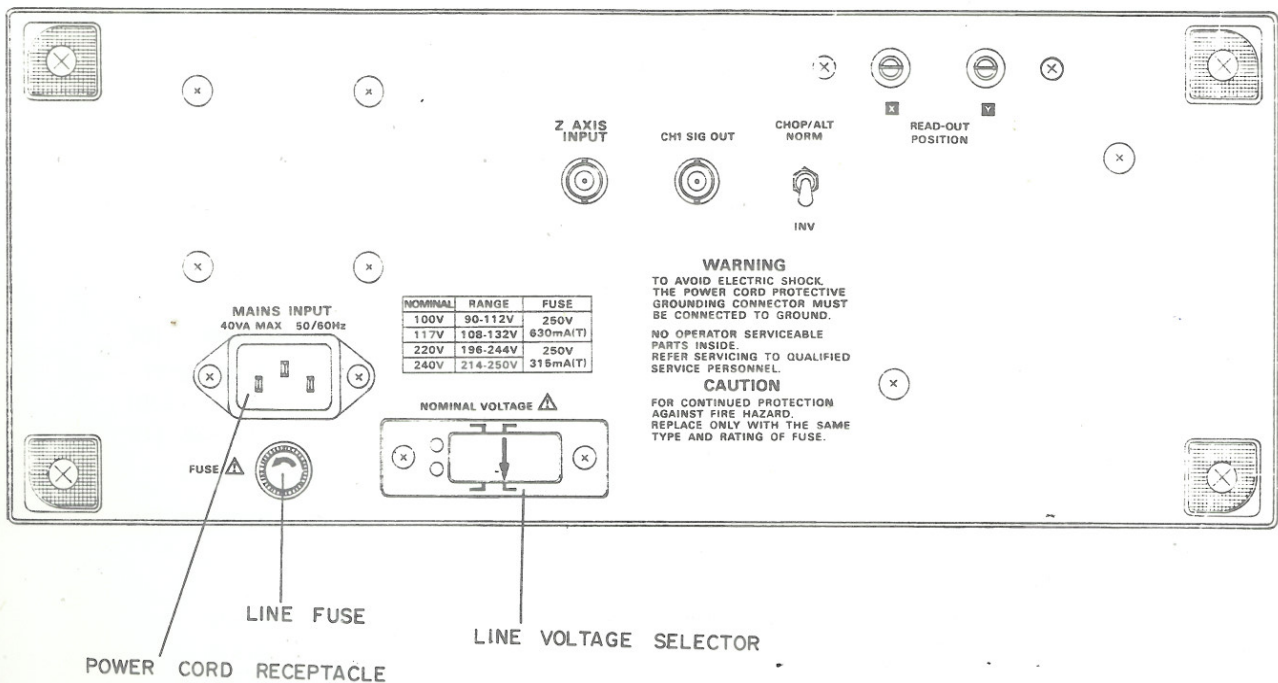 Z AXIS
INPUT
CH1 SIG OUT
CHOP/ALT
NORM
INV
X
Y
READ-OUT
POSITION
WARNING
TO AVOID ELECTRIC SHOCK,
THE POWER CORD PROTECTIVE
GROUNDING CONNECTOR MUST
BE CONNECTED TO GROUND.
NO OPERATOR SERVICEABLE
PARTS INSIDE.
REFER SERVICING TO QUALIFIED
SERVICE PERSONNEL.
CAUTION
FOR CONTINUED PROTECTION
AGAINST FIRE HAZARD.
REPLACE ONLY WITH THE SAME
TYPE AND RATING OF FUSE.
MAINS INPUT
40VA MAX 50/60Hz
NOMINAL RANGE FUSE
100V 90-112V 250V
117V 108-132V 630mA(T)
220V 196-244V 250V
240V 214-250V 315mA(T)
NOMINAL VOLTAGE
FUSE
LINE FUSE
LINE VOLTAGE SELECTOR
POWER CORD RECEPTACLE